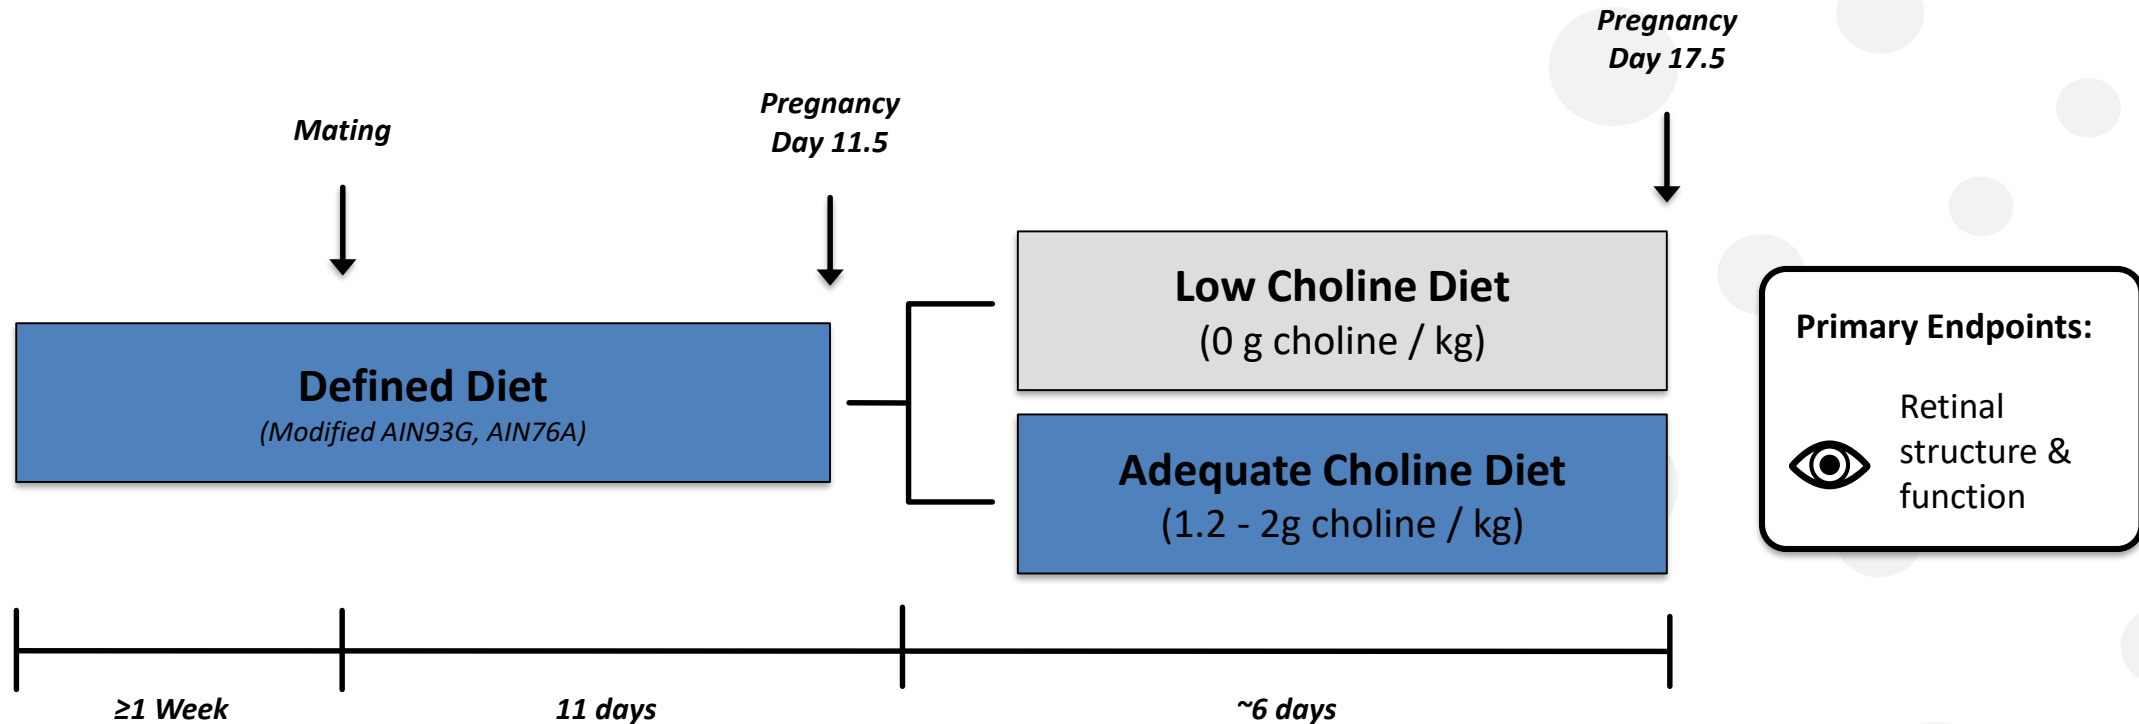 Mating
Pregnancy
Day 11.5
Pregnancy
Day 17.5
Defined Diet
(Modified AIN93G, AIN76A)
Low Choline Diet
(0 g choline / kg)
Adequate Choline Diet
(1.2 - 2g choline / kg)
Primary Endpoints:
Retinal
structure &
function
≥1 Week
11 days
~6 days